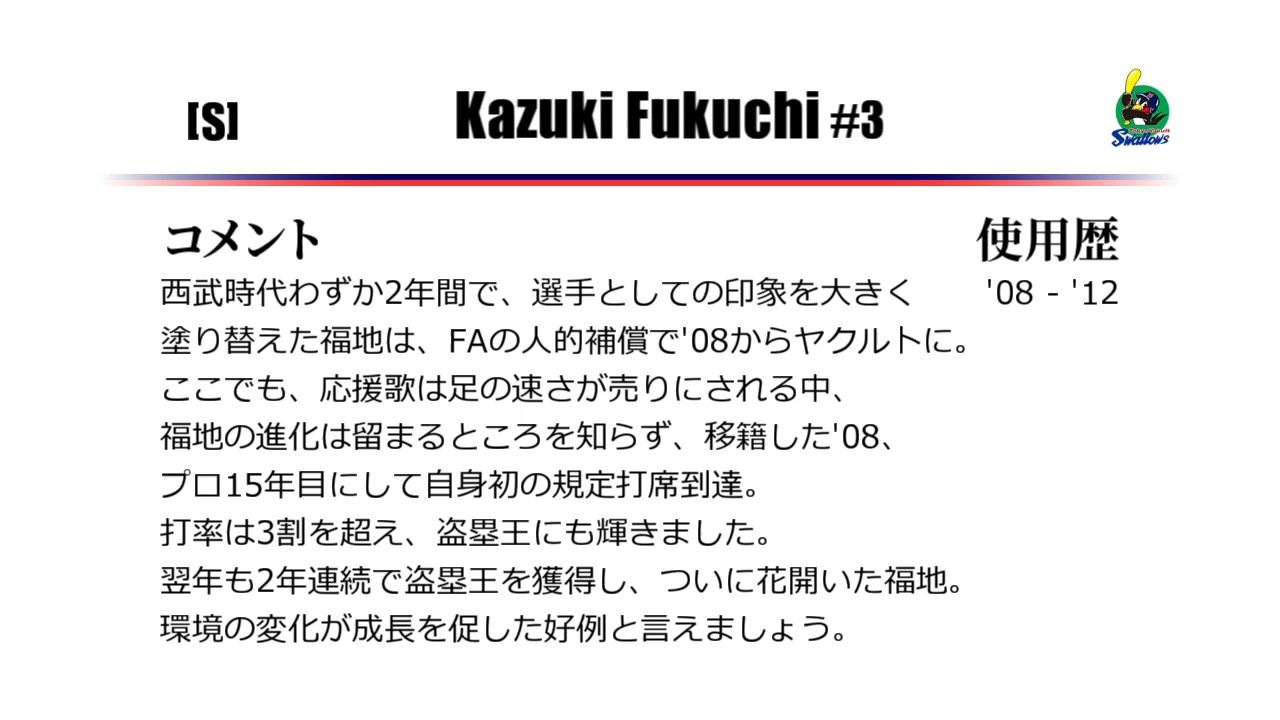 [S]
Kazuki Fukuchi #3
Tokyo Yakult
Swallows
コメント
使用歴
西武時代わずか2年間で、選手としての印象を大きく
'08 - '12
塗り替えた福地は、FAの人的補償で'08からヤクルトに。
ここでも、応援歌は足の速さが売りにされる中、
福地の進化は留まるところを知らず、移籍した'08、
プロ15年目にして自身初の規定打席到達。
打率は3割を超え、盗塁王にも輝きました。
翌年も2年連続で盗塁王を獲得し、ついに花開いた福地。
環境の変化が成長を促した好例と言えましょう。